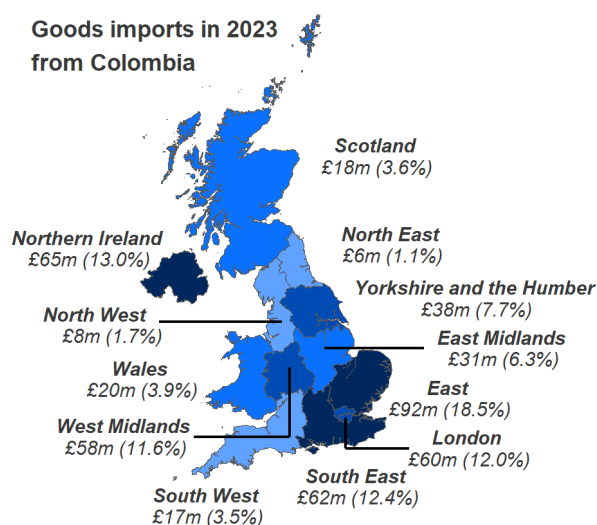 Goods imports in 2023
from Colombia
Scotland
£18m (3.6%)
Northern Ireland
£65m (13.0%)
North East
£6m (1.1%)
Yorkshire and the Humber
£38m (7.7%)
North West
£8m (1.7%)
East Midlands
£31m (6.3%)
Wales
£20m (3.9%)
East
£92m (18.5%)
West Midlands
£58m (11.6%)
London
£60m (12.0%)
South East
£62m (12.4%)
South West
£17m (3.5%)